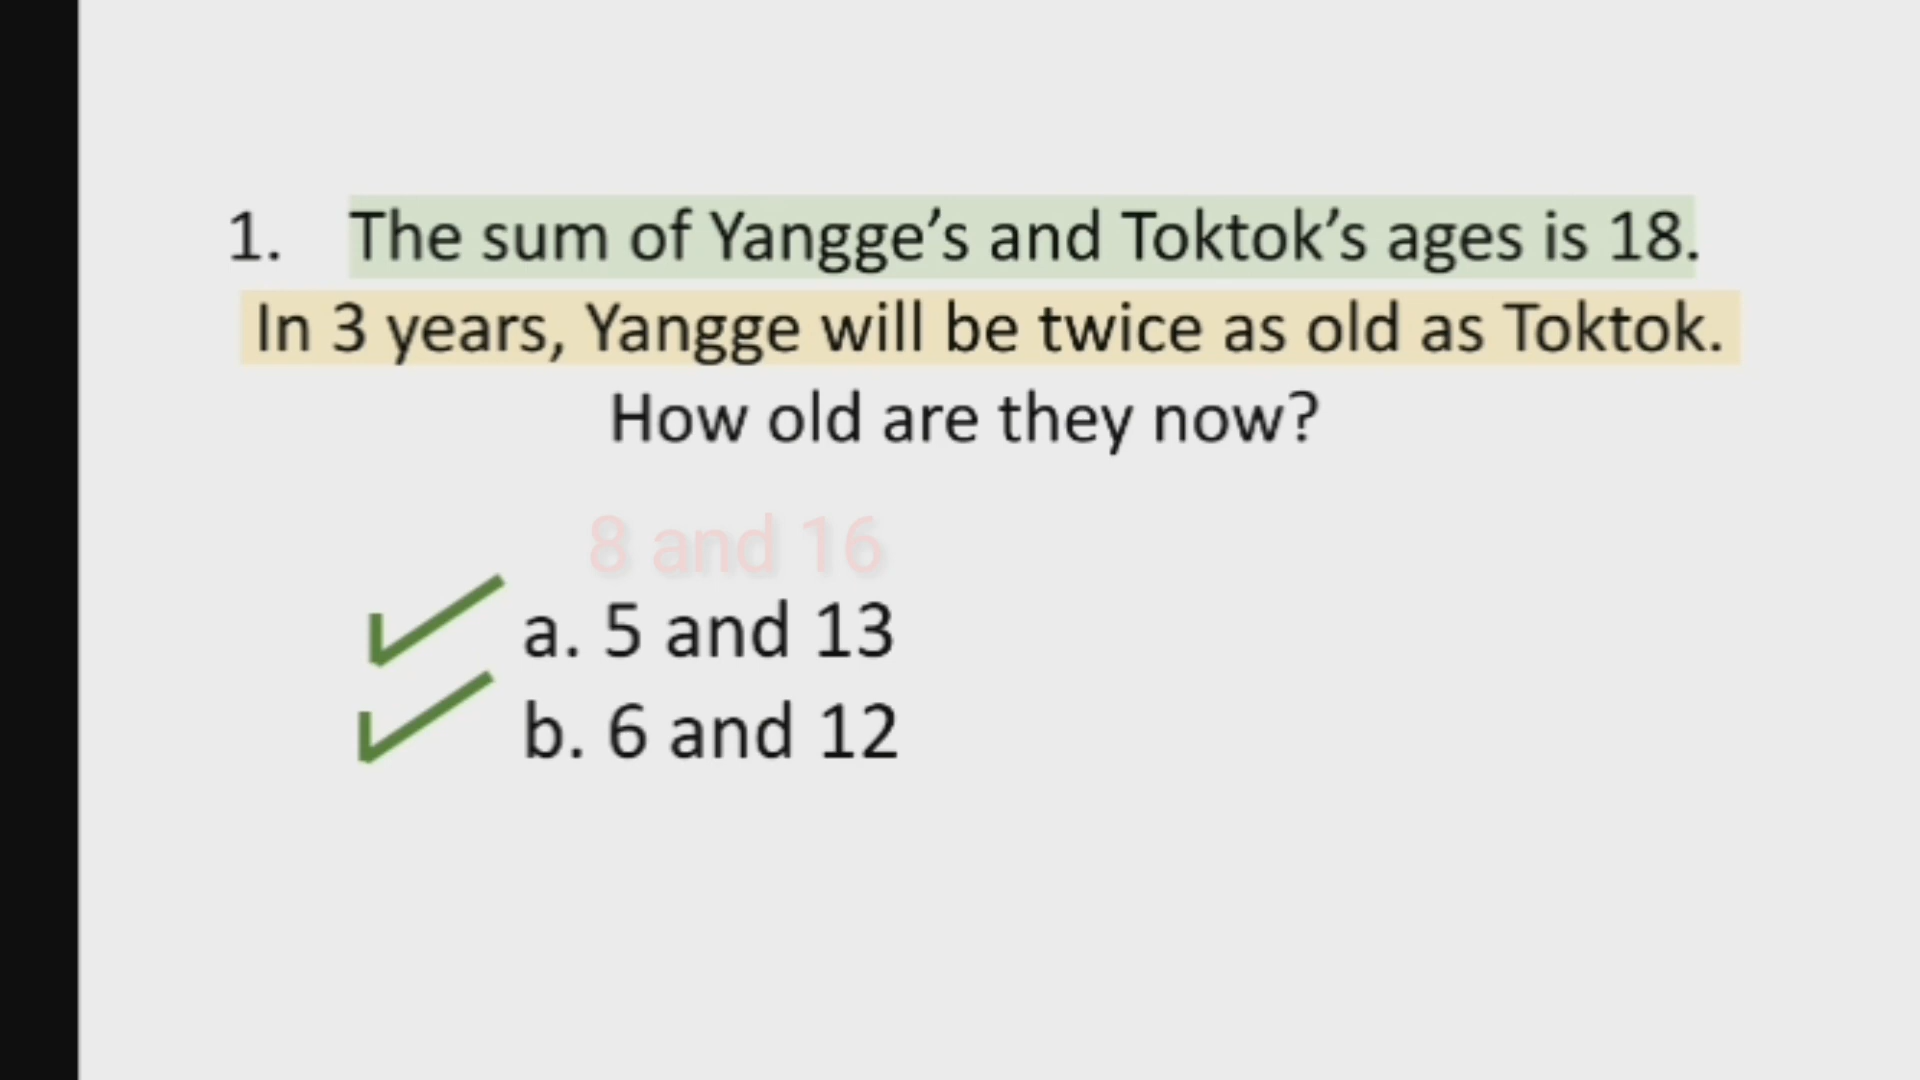 1. The sum of Yangge’s and Toktok’s ages is 18.
In 3 years, Yangge will be twice as old as Toktok.
How old are they now?
8 and 16
a. 5 and 13
b. 6 and 12